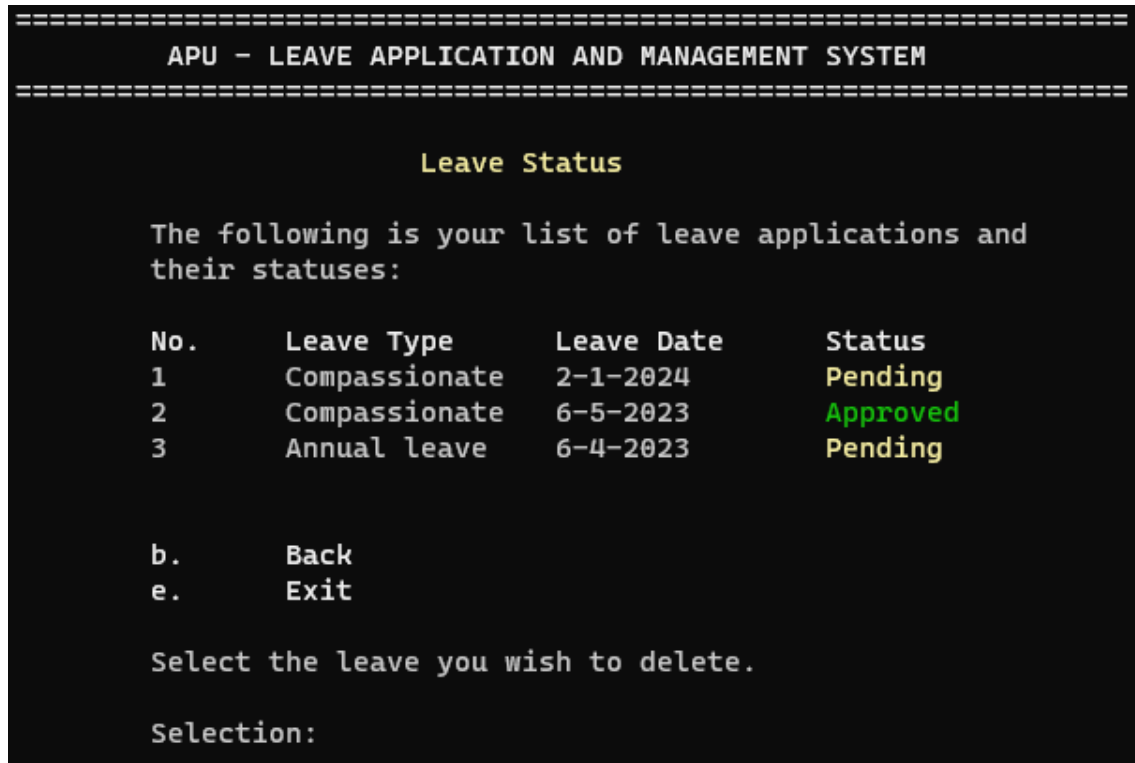 ==================================================================
APU - LEAVE APPLICATION AND MANAGEMENT SYSTEM
==================================================================
Leave Status
The following is your list of leave applications and
their statuses:
No. Leave Type Leave Date Status
1 Compassionate 2-1-2024 Pending
2 Compassionate 6-5-2023 Approved
3 Annual leave 6-4-2023 Pending
b. Back
e. Exit
Select the leave you wish to delete.
Selection: